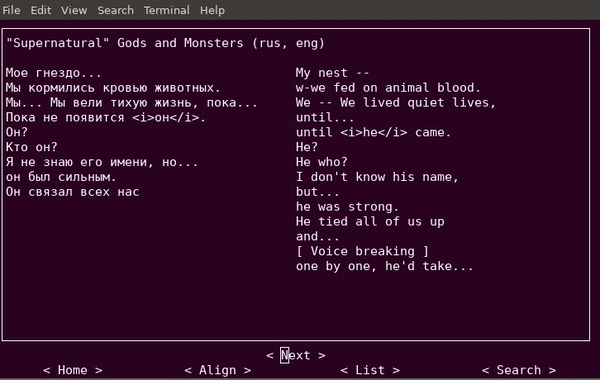 File Edit View Search Terminal Help
"Supernatural" Gods and Monsters (rus, eng)
Мое гнездо...
Мы кормились кровью животных.
Мы... Мы вели тихую жизнь, пока...
Пока не появится <i>он</i>.
Он?
Кто он?
Я не знаю его имени, но...
он был сильным.
Он связал всех нас
My nest --
w-we fed on animal blood.
We -- We lived quiet lives,
until...
until <i>he</i> came.
He?
He who?
I don't know his name,
but...
he was strong.
He tied all of us up
and...
[ Voice breaking ]
one by one, he'd take...
< Next >
< Home > < Align > < List > < Search >